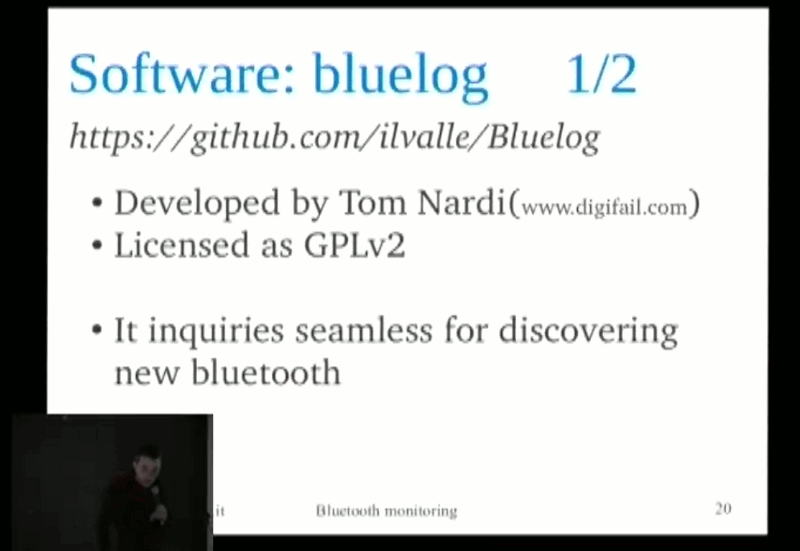 Software: bluelog 1/2
https://github.com/ilvalle/Bluelog
• Developed by Tom Nardi(www.digifail.com)
• Licensed as GPLv2
• It inquiries seamless for discovering
new bluetooth
it Bluetooth monitoring 20